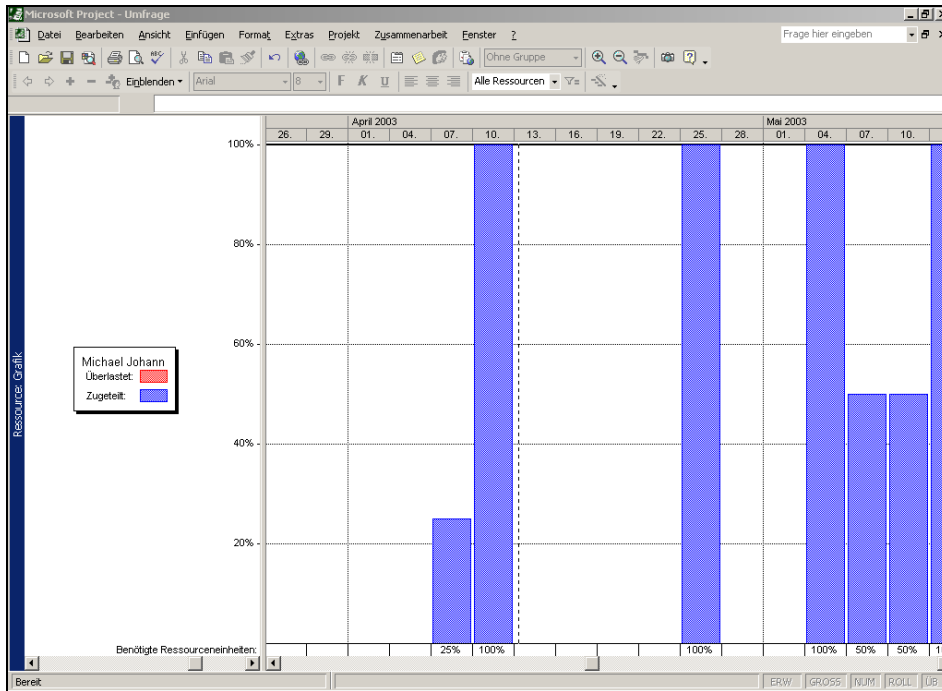 Microsoft Project - Umfrage
Datei Bearbeiten Ansicht Einfügen Format Extras Projekt Zusammenarbeit Fenster ? Frage hier eingeben
Ohne Gruppe
Einblenden Arial 8 F K U Alle Ressourcen
April 2003 Mai 2003
26. 29. 01. 04. 07. 10. 13. 16. 19. 22. 25. 28. 01. 04. 07. 10.
100%
80%
60%
Michael Johann
Überlastet:
Zugeteilt:
Ressource: Grafik
40%
20%
Benötigte Ressourceneinheiten: 25% 100% 100% 100% 50% 50%
Bereit ERW GROSS NUM ROLL ÜB